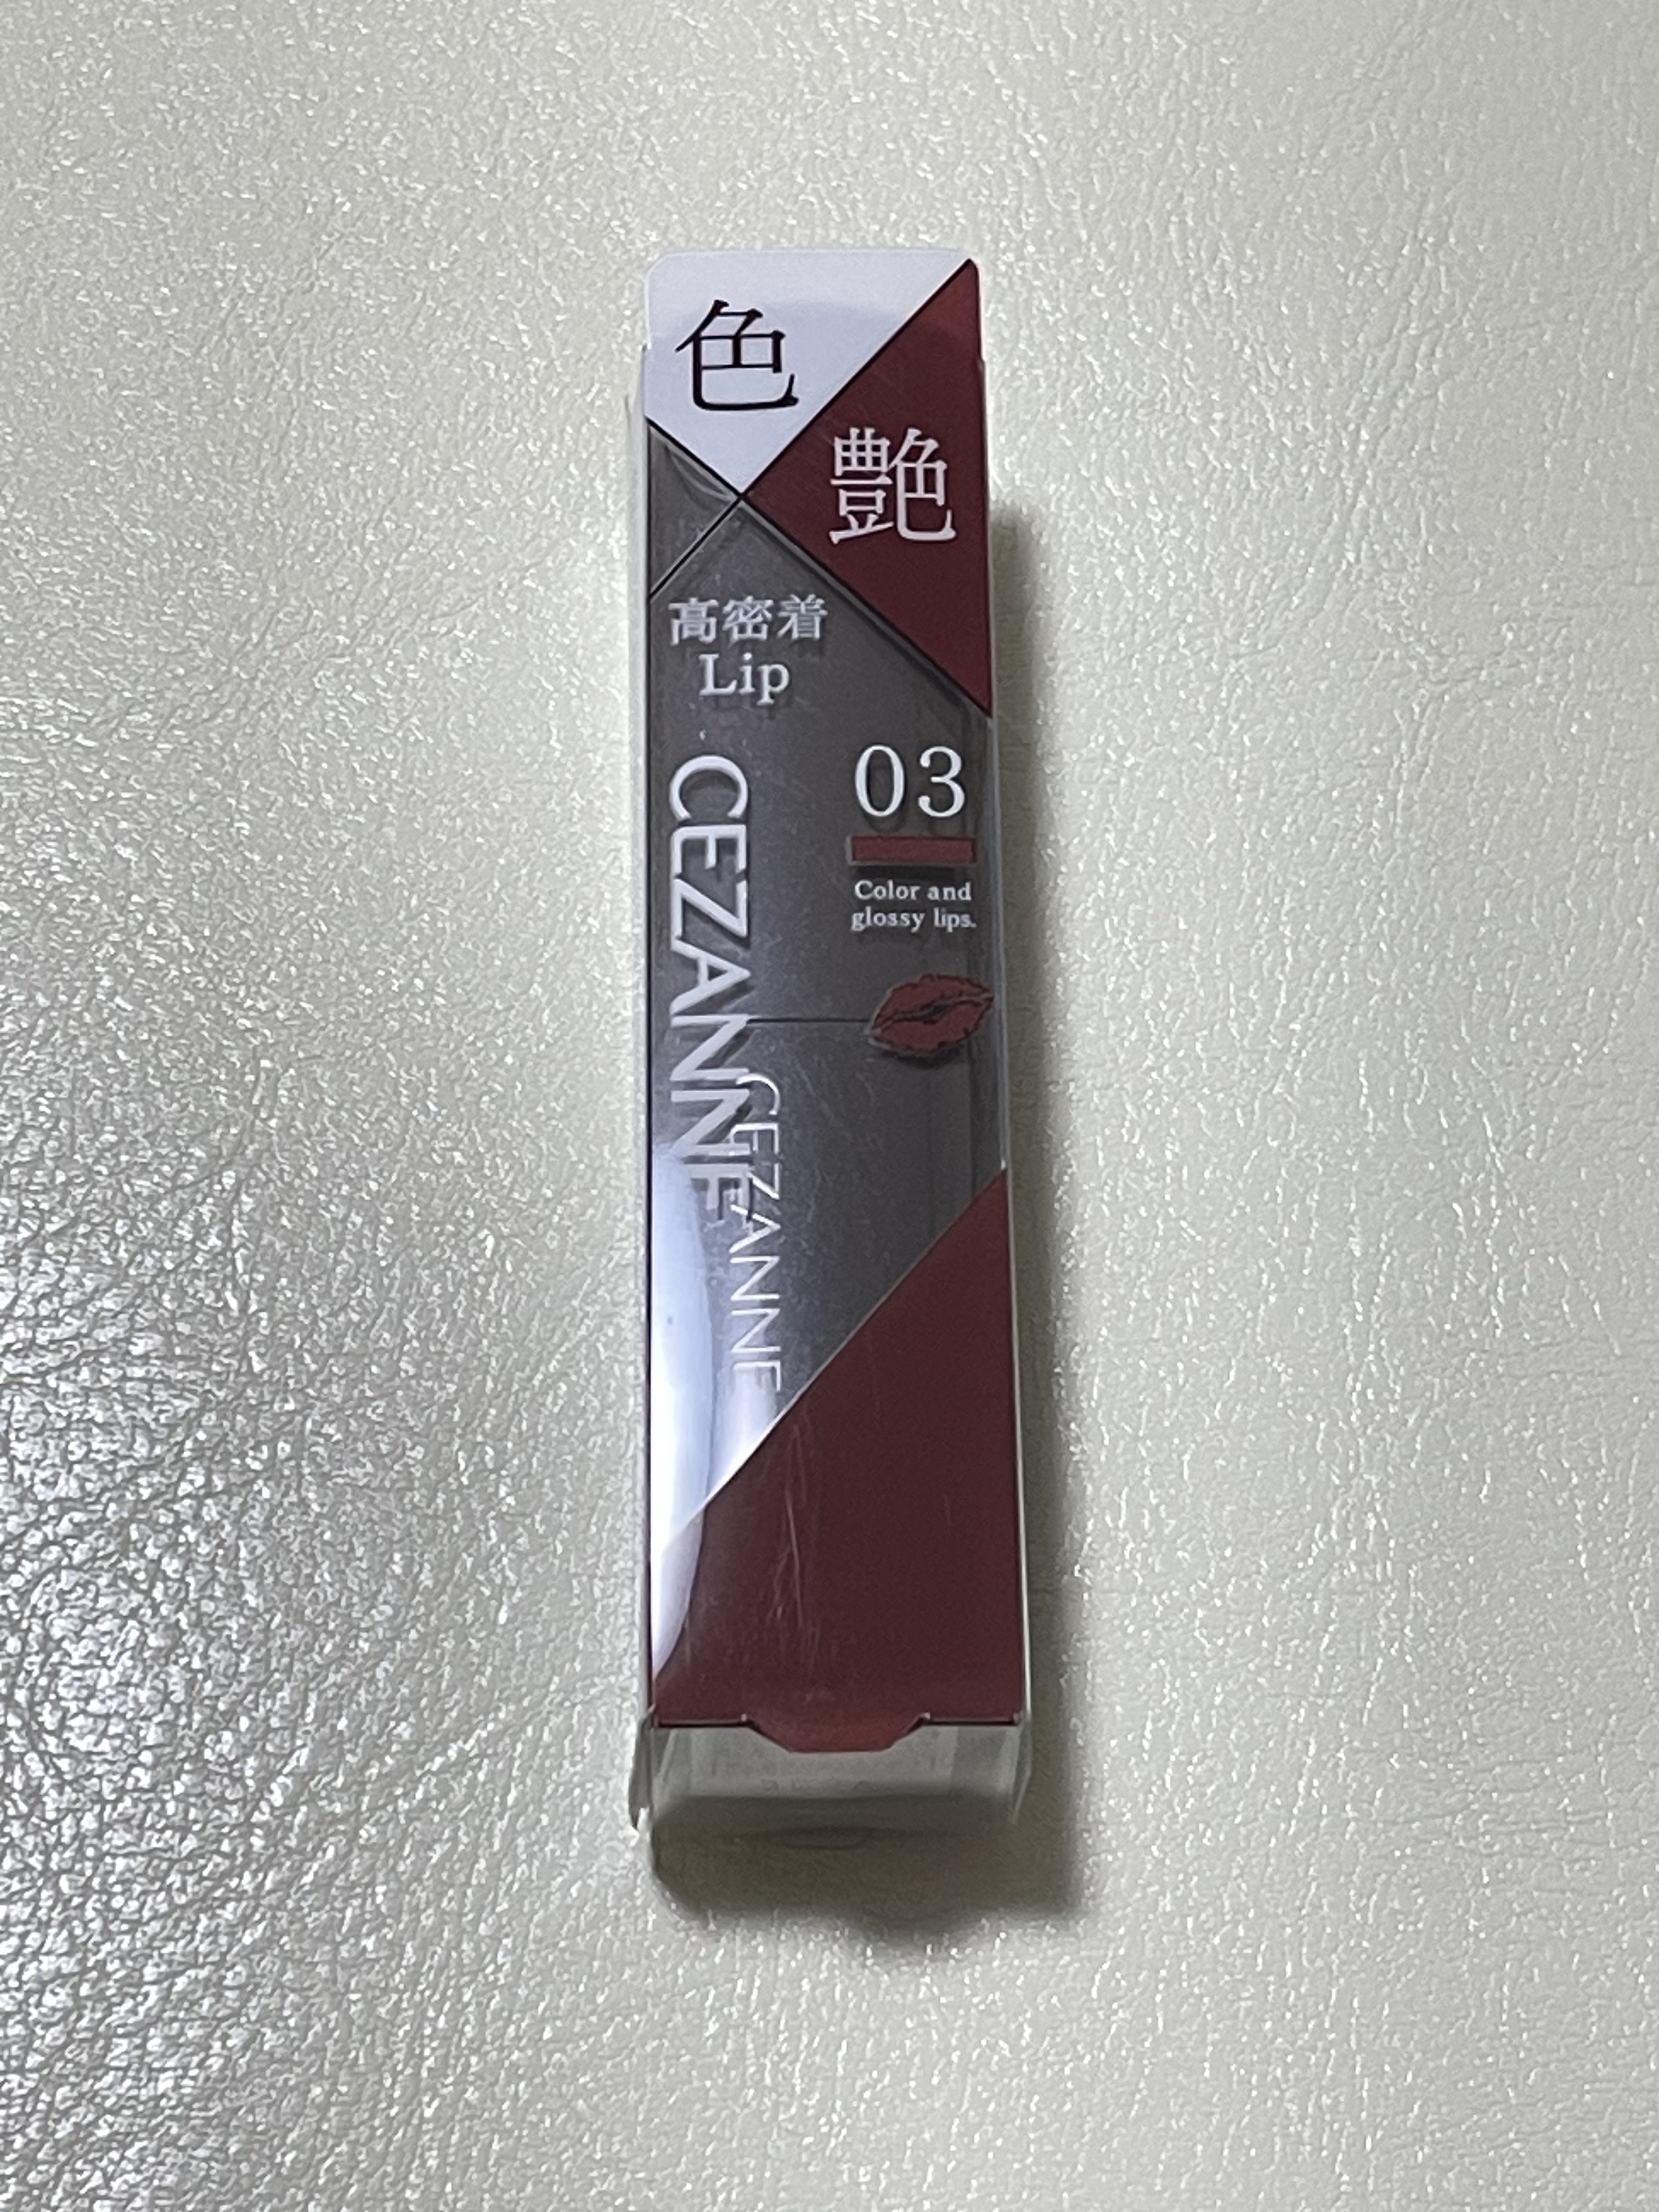 色
艶
高密着
Lip
03
Color and
glossy lips.
CEZANNE
CEZANNE